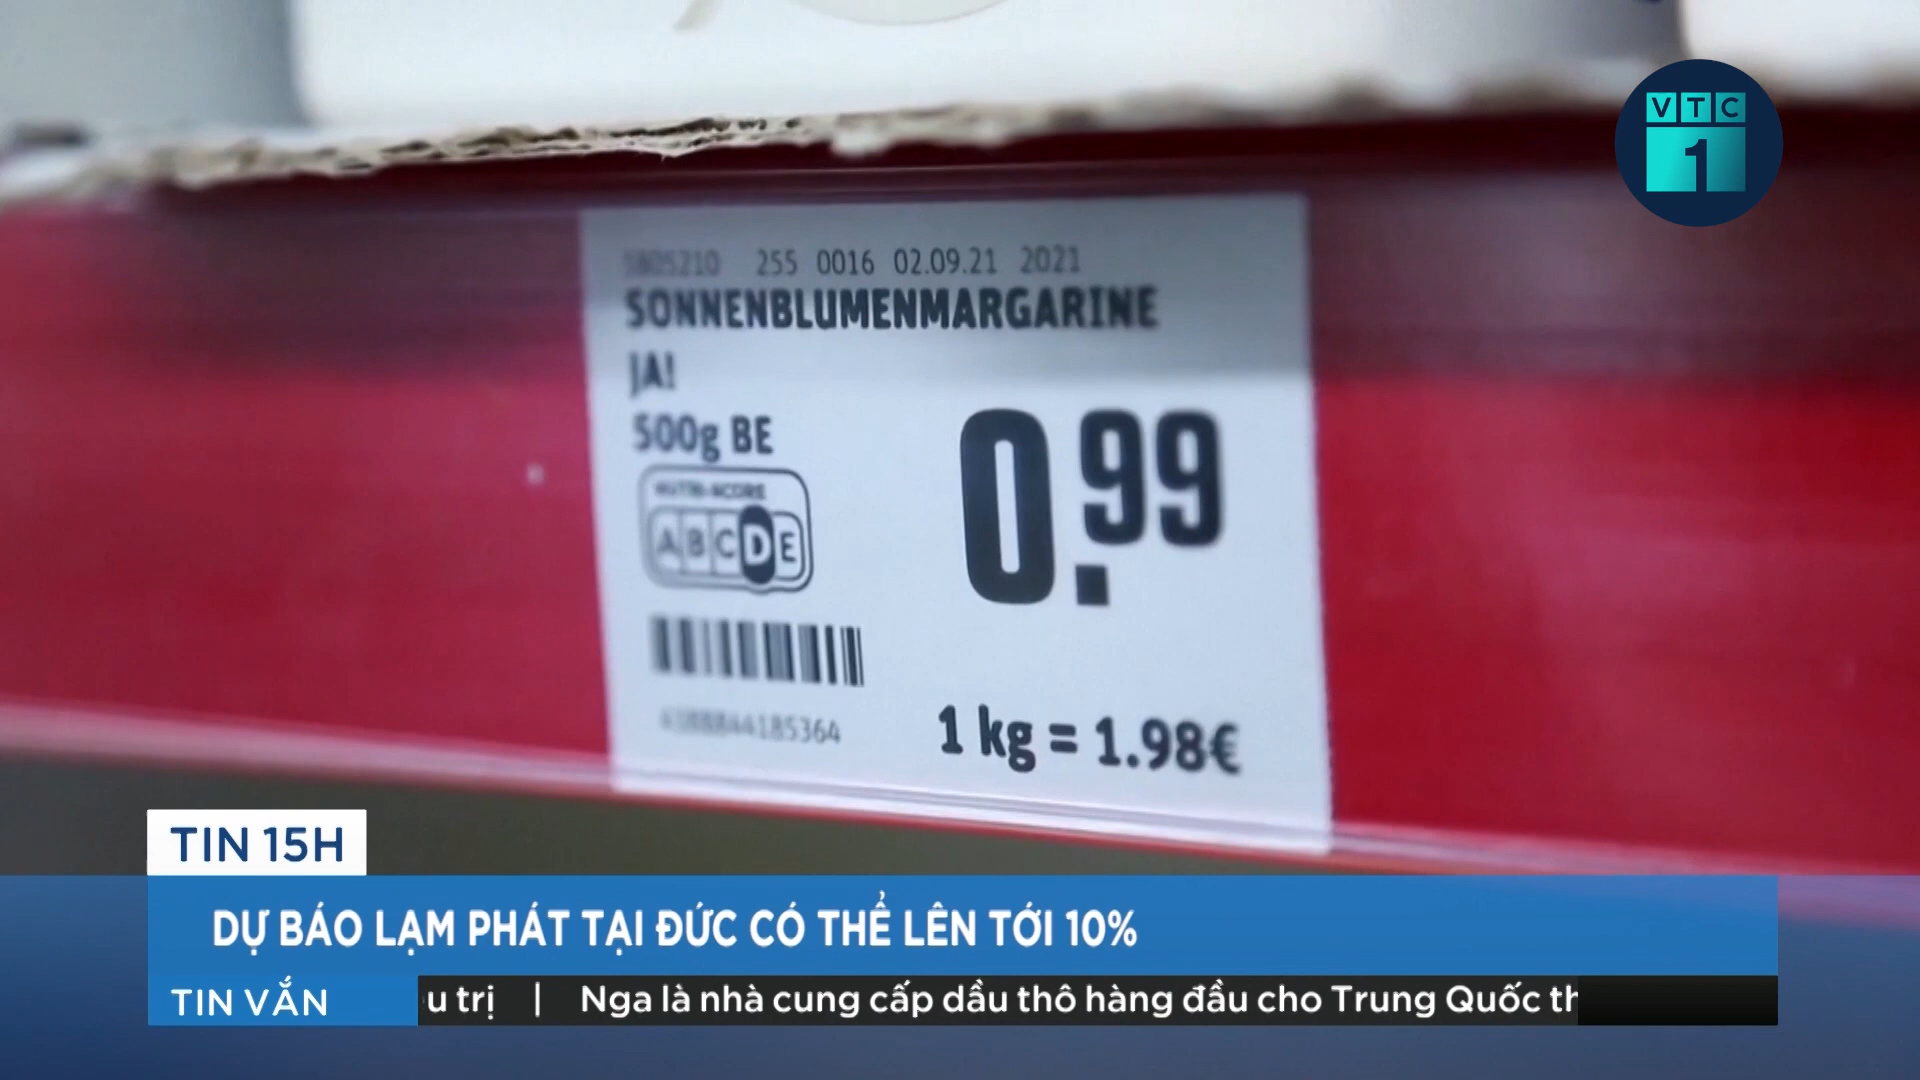 VTC
1
255 0016 02.09.21 2021
SONNENBLUMENMARGARINE
JA!
500g BE
0.99
NUTRI-SCORE
A B C D E
1 kg = 1.98€
TIN 15H
DỰ BÁO LẠM PHÁT TẠI ĐỨC CÓ THỂ LÊN TỚI 10%
TIN VẮN
u trị | Nga là nhà cung cấp dầu thô hàng đầu cho Trung Quốc th